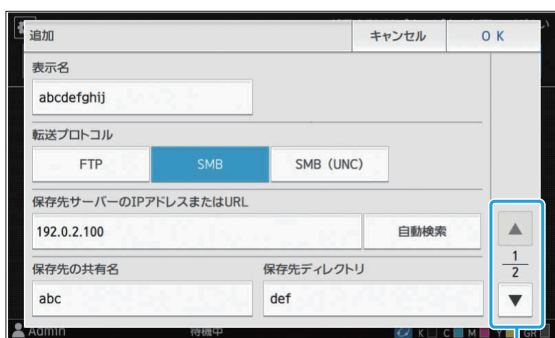 追加 キャンセル OK
表示名
abcdefghij
転送プロトコル
FTP SMB SMB (UNC)
保存先サーバーのIPアドレスまたはURL
192.0.2.100 自動検索
保存先の共有名 保存先ディレクトリ
abc def
1
2
Admin 待機中 K C M Y GR